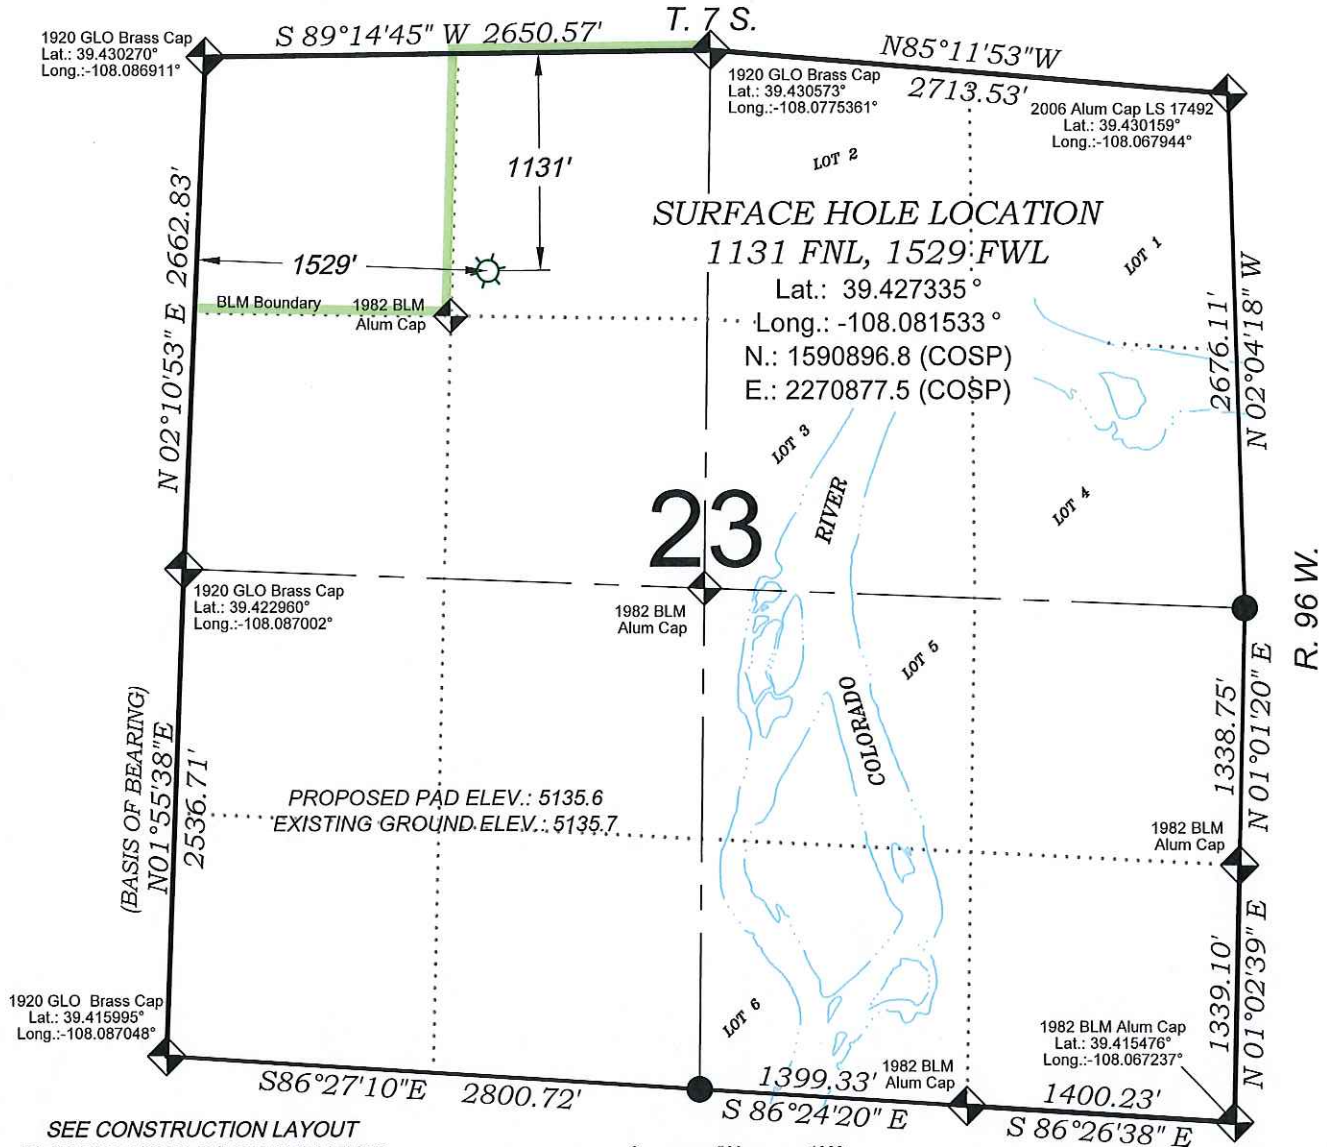 T. 7 S.
1920 GLO Brass Cap
Lat.: 39.430270°
Long.:-108.086911°
S 89°14'45" W 2650.57'
N85°11'53"W
2713.53'
1920 GLO Brass Cap
Lat.: 39.430573°
Long.:-108.0775361°
2006 Alum Cap LS 17492
Lat.: 39.430159°
Long.:-108.067944°
LOT 2
1131'
SURFACE HOLE LOCATION
1131 FNL, 1529 FWL
Lat.: 39.427335°
Long.: -108.081533°
N.: 1590896.8 (COSP)
E.: 2270877.5 (COSP)
LOT 1
1529'
BLM Boundary
1982 BLM
Alum Cap
N 02°10'53" E 2662.83'
2676.11'
N 02°04'18" W
LOT 3
LOT 4
RIVER
23
1920 GLO Brass Cap
Lat.: 39.422960°
Long.:-108.087002°
1982 BLM
Alum Cap
R. 96 W.
LOT 5
COLORADO
(BASIS OF BEARING)
N01°55'38"E
2536.71'
1338.75'
N 01°01'20" E
PROPOSED PAD ELEV.: 5135.6
EXISTING GROUND ELEV.: 5135.7
1982 BLM
Alum Cap
1339.10'
N 01°02'39" E
1920 GLO Brass Cap
Lat.: 39.415995°
Long.:-108.087048°
LOT 6
1982 BLM Alum Cap
Lat.: 39.415476°
Long.:-108.067237°
1982 BLM
Alum Cap
S86°27'10"E 2800.72'
1399.33'
S 86°24'20" E
1400.23'
S 86°26'38" E
SEE CONSTRUCTION LAYOUT